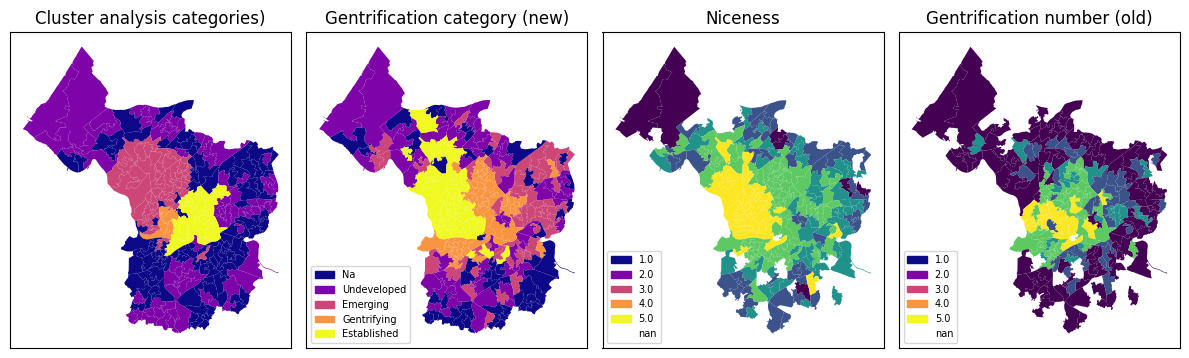 Cluster analysis categories)
Gentrification category (new)
Niceness
Gentrification number (old)
Na
Undeveloped
Emerging
Gentrifying
Established
1.0
2.0
3.0
4.0
5.0
nan
1.0
2.0
3.0
4.0
5.0
nan